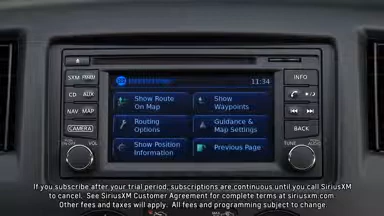 11:34
SXM
INFO
Show Route On Map
Show Waypoints
CD AUX
NAV MAP
Routing Options
Guidance & Map Settings
CAMERA
BACK
Show Position Information
Previous Page
VOL
TUNE
If you subscribe after your trial period, subscriptions are continuous until you call SiriusXM
to cancel. See SiriusXM Customer Agreement for complete terms at siriusxm.com
Other fees and taxes will apply. All fees and programming subject to change.